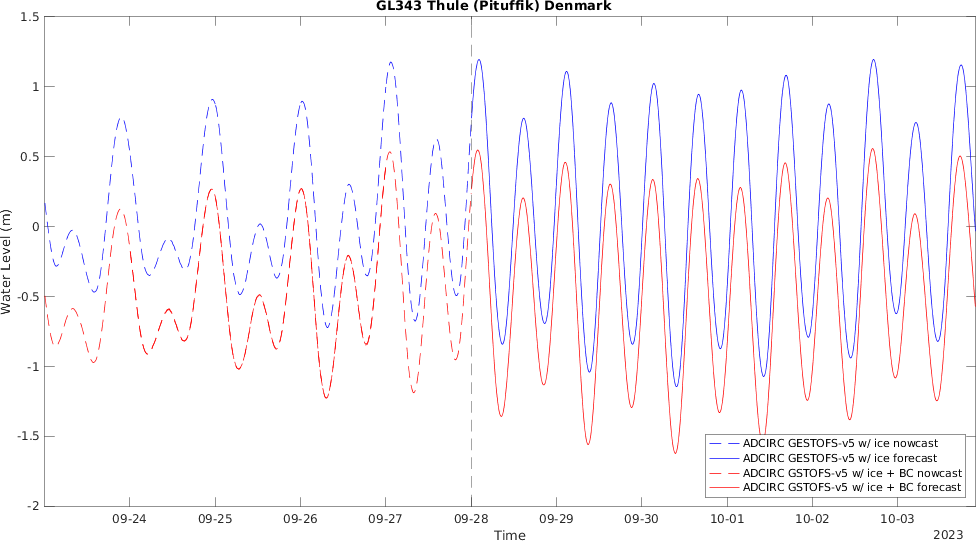 GL343 Thule (Pituffik) Denmark
1.5
1
0.5
0
-0.5
-1
-1.5
-2
Water Level (m)
ADCIRC GESTOFS-v5 w/ ice nowcast
ADCIRC GESTOFS-v5 w/ ice forecast
ADCIRC GSTOFS-v5 w/ ice + BC nowcast
ADCIRC GSTOFS-v5 w/ ice + BC forecast
09-24 09-25 09-26 09-27 09-28 09-29 09-30 10-01 10-02 10-03
Time
2023